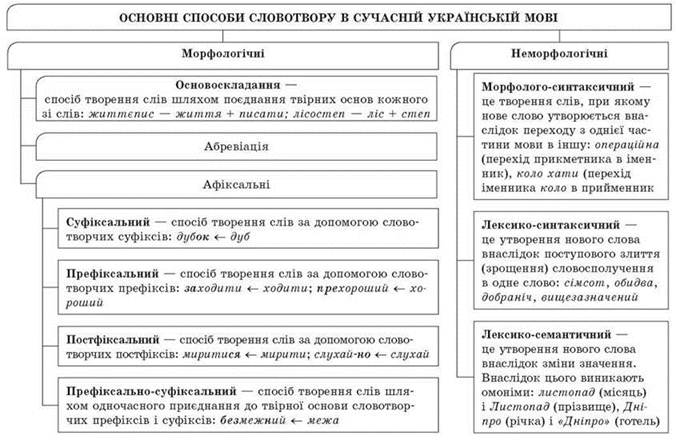 ОСНОВНІ СПОСОБИ СЛОВОТВОРУ В СУЧАСНІЙ УКРАЇНСЬКІЙ МОВІ
Морфологічні
Основоскладання —
спосіб творення слів шляхом поєднання твірних основ кожного
зі слів: життєпис — життя + писати; лісостеп — ліс + степ
Абревіація
Афіксальні
Суфіксальний — спосіб творення слів за допомогою слово-
творчих суфіксів: дубок ← дуб
Префіксальний — спосіб творення слів за допомогою слово-
творчих префіксів: заходити ← ходити; прехороший ← хо-
роший
Постфіксальний — спосіб творення слів за допомогою слово-
творчих постфіксів: миритися ← мирити; слухай-но ← слухай
Префіксально-суфіксальний — спосіб творення слів шля-
хом одночасного приєднання до твірної основи словотвор-
чих префіксів і суфіксів: безмежний ← межа
Неморфологічні
Морфолого-синтаксичний —
це творення слів, при якому
нове слово утворюється вна-
слідок переходу з однієї час-
тини мови в іншу: операційна
(перехід прикметника в імен-
ник), коло хати (перехід
іменника коло в прийменник
Лексико-синтаксичний —
це утворення нового слова
внаслідок поступового злиття
(зрощення) словосполучення
в одне слово: сімсот, обидва,
добраніч, вищезазначений
Лексико-семантичний —
це утворення нового слова
внаслідок зміни значення.
Внаслідок цього виникають
омоніми: листопад (місяць)
і Листопад (прізвище), Дні-
про (річка) і «Дніпро» (готель)